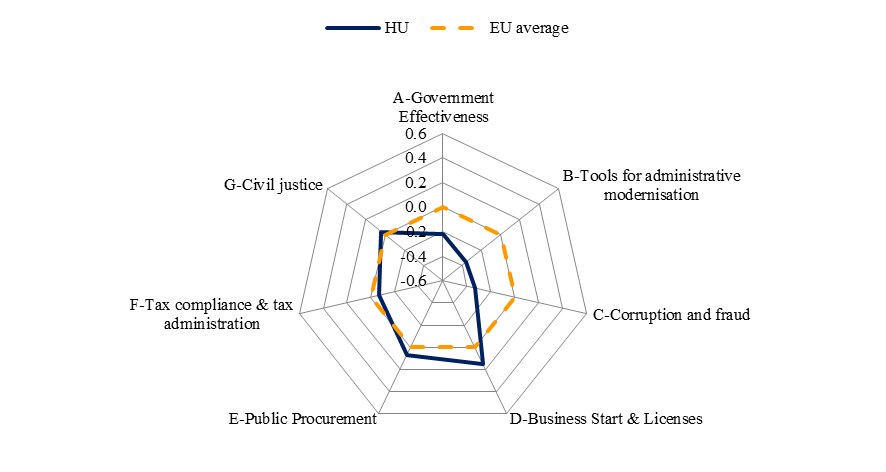 HU EU average
A-Government
Effectiveness
0.6
0.4
0.2
0.0
-0.2
-0.4
-0.6
B-Tools for administrative
modernisation
G-Civil justice
C-Corruption and fraud
F-Tax compliance & tax
administration
D-Business Start & Licenses
E-Public Procurement